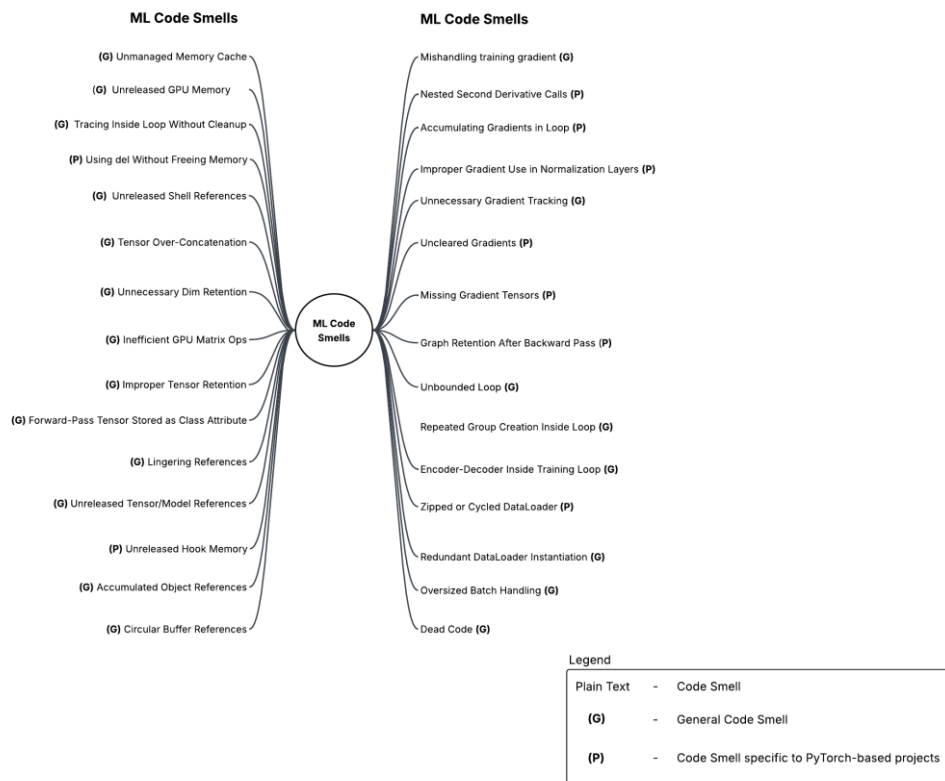 ML Code Smells
(G) Unmanaged Memory Cache
(G) Unreleased GPU Memory
(G) Tracing Inside Loop Without Cleanup
(P) Using del Without Freeing Memory
(G) Unreleased Shell References
(G) Tensor Over-Concatenation
(G) Unnecessary Dim Retention
(G) Inefficient GPU Matrix Ops
(G) Improper Tensor Retention
(G) Forward-Pass Tensor Stored as Class Attribute
(G) Lingering References
(G) Unreleased Tensor/Model References
(P) Unreleased Hook Memory
(G) Accumulated Object References
(G) Circular Buffer References
ML Code
Smells
ML Code Smells
Mishandling training gradient (G)
Nested Second Derivative Calls (P)
Accumulating Gradients in Loop (P)
Improper Gradient Use in Normalization Layers (P)
Unnecessary Gradient Tracking (G)
Uncleared Gradients (P)
Missing Gradient Tensors (P)
Graph Retention After Backward Pass (P)
Unbounded Loop (G)
Repeated Group Creation Inside Loop (G)
Encoder-Decoder Inside Training Loop (G)
Zipped or Cycled DataLoader (P)
Redundant DataLoader Instantiation (G)
Oversized Batch Handling (G)
Dead Code (G)
Legend
Plain Text - Code Smell
(G) - General Code Smell
(P) - Code Smell specific to PyTorch-based projects